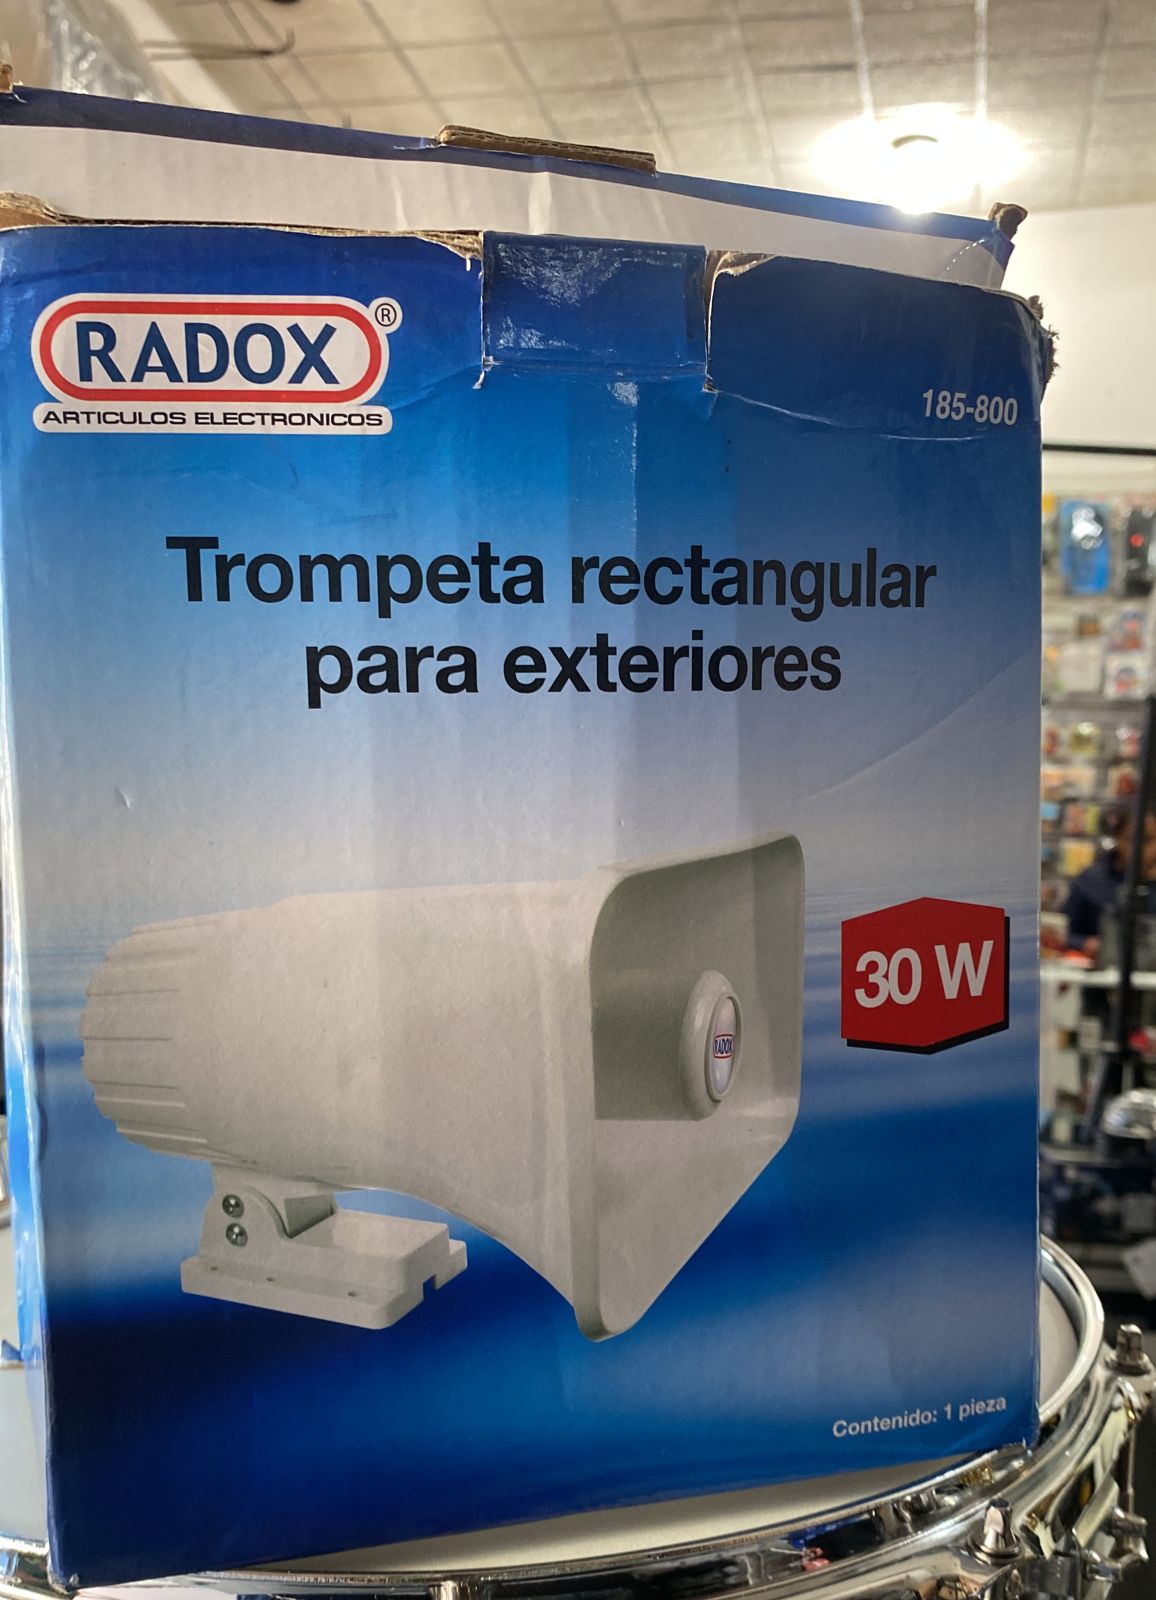 RADOX®
ARTICULOS ELECTRONICOS
185-800
Trompeta rectangular
para exteriores
RADOX
30 W
Contenido: 1 pieza